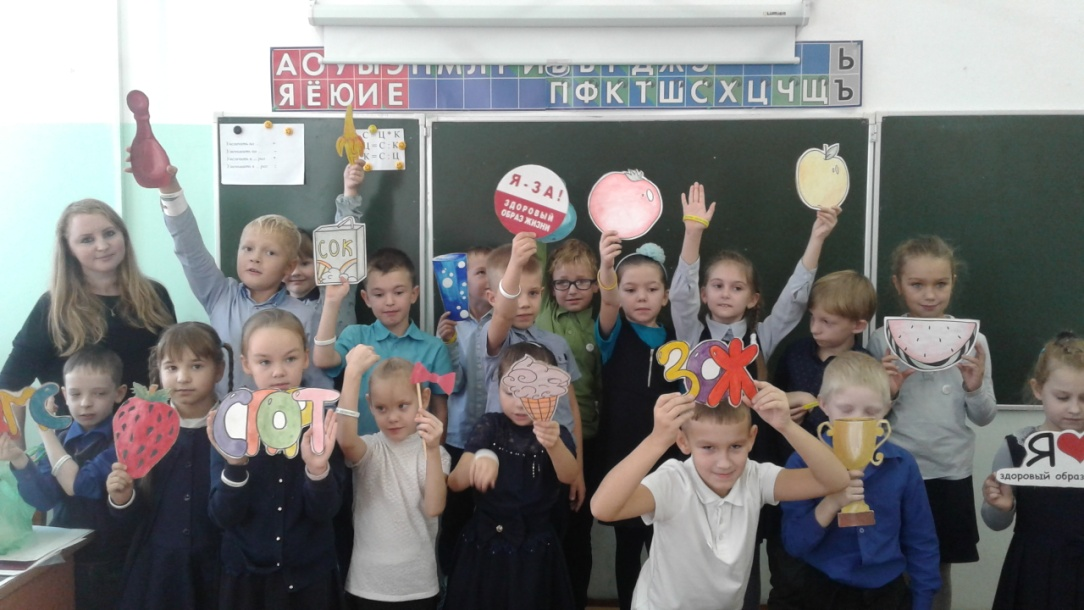 А О У Ы Э Н М Л Р Й Б В Г Д Ж З Ь
Я Ё Ю И Е П Ф К Т Ш С Х Ц Ч Щ Ъ
С = Ц * К
Ц = С : К
К = С : Ц
СОК
Я - ЗА!
ЗДОРОВЫЙ
ОБРАЗ ЖИЗНИ
ЗОЖ
СПОРТ
Я
здоровый образ